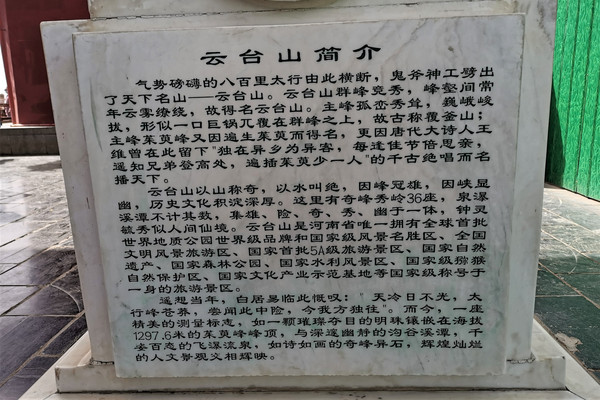 云台山简介
气势磅礴的八百里太行由此横断，鬼斧神工劈出
了天下名山——云台山。云台山群峰竞秀，峰壑间常
年云雾缭绕，故得名云台山。主峰孤峦秀耸，巍峨峻
拔，形似一口巨锅兀覆在群峰之上，故古称覆釜山；
主峰茱萸峰又因遍生茱萸而得名，更因唐代大诗人王
维曾在此留下"独在异乡为异客，每逢佳节倍思亲，
遥知兄弟登高处，遍插茱萸少一人"的千古绝唱而名
播天下。
云台山以山称奇，以水叫绝，因峰冠雄，因峡显
幽，历史文化积淀深厚。这里有奇峰秀岭36座，泉瀑
溪潭不计其数，集雄、险、奇、秀、幽于一体，钟灵
毓秀似人间仙境。云台山是河南省唯一拥有全球首批
世界地质公园世界级品牌和国家级风景名胜区、全国
文明风景旅游区、国家首批5A级旅游景区、国家自然
遗产、国家森林公园、国家水利风景区、国家级猕猴
自然保护区、国家文化产业示范基地等国家级称号于
一身的旅游景区。
遥想当年，白居易临此慨叹："天冷日不光，太
行峰苍莽，尝闻此中险，今我方独往"。而今，一座
精美的测量标志，如一颗璀璨夺目的明珠镶嵌在海拔
1297.6米的茱萸峰峰顶，与深邃幽静的沟谷溪潭，千
姿百态的飞瀑流泉，如诗如画的奇峰异石，辉煌灿烂
的人文景观交相辉映。